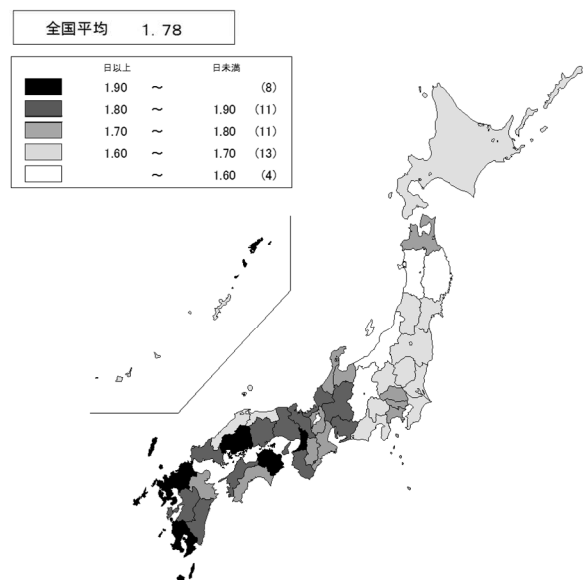 全国平均 1.78
日以上 日未満
1.90 ～ (8)
1.80 ～ 1.90 (11)
1.70 ～ 1.80 (11)
1.60 ～ 1.70 (13)
～ 1.60 (4)